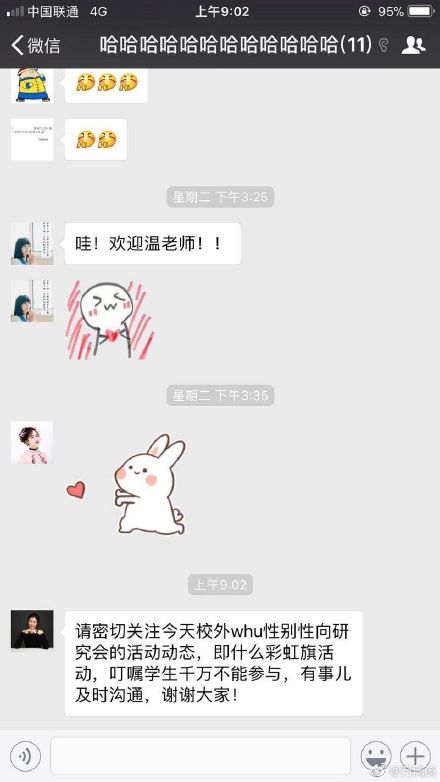 中国联通 4G 上午9:02 95%
微信 哈哈哈哈哈哈哈哈哈哈哈哈(11)
星期二 下午3:25
哇！欢迎温老师！！
星期二 下午3:35
上午9:02
请密切关注今天校外whu性别性向研
究会的活动动态，即什么彩虹旗活
动，叮嘱学生千万不能参与，有事儿
及时沟通，谢谢大家！